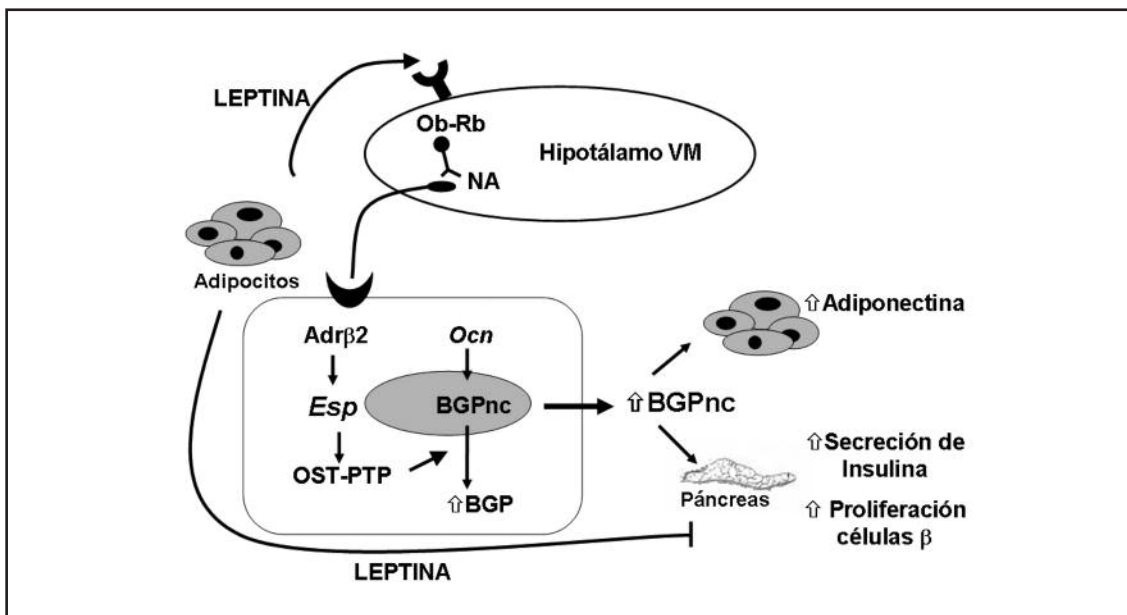 LEPTINA
Ob-Rb
Hipotálamo VM
NA
Adipocitos
Adrβ2
Ocn
Esp
BGPnc
OST-PTP
⇧BGP
⇧BGPnc
⇧Adiponectina
Páncreas
⇧Secreción de
Insulina
⇧ Proliferación
células β
LEPTINA